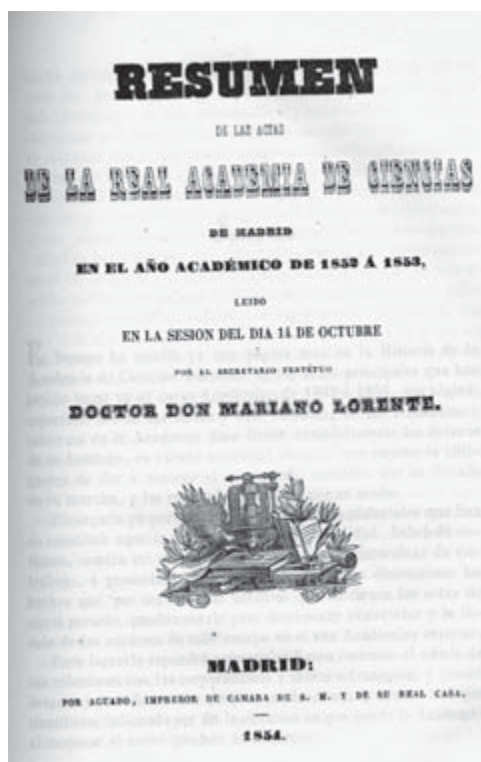 RESUMEN
DE LAS ACTAS
DE LA REAL ACADEMIA DE CIENCIAS
DE MADRID
EN EL AÑO ACADÉMICO DE 1852 Á 1853,
LEIDO
EN LA SESION DEL DIA 14 DE OCTUBRE
POR EL SECRETARIO PERPÉTUO
DOCTOR DON MARIANO LORENTE.
MADRID:
POR AGUADO, IMPRESOR DE CAMARA DE S. M. Y DE SU REAL CASA.
1854.